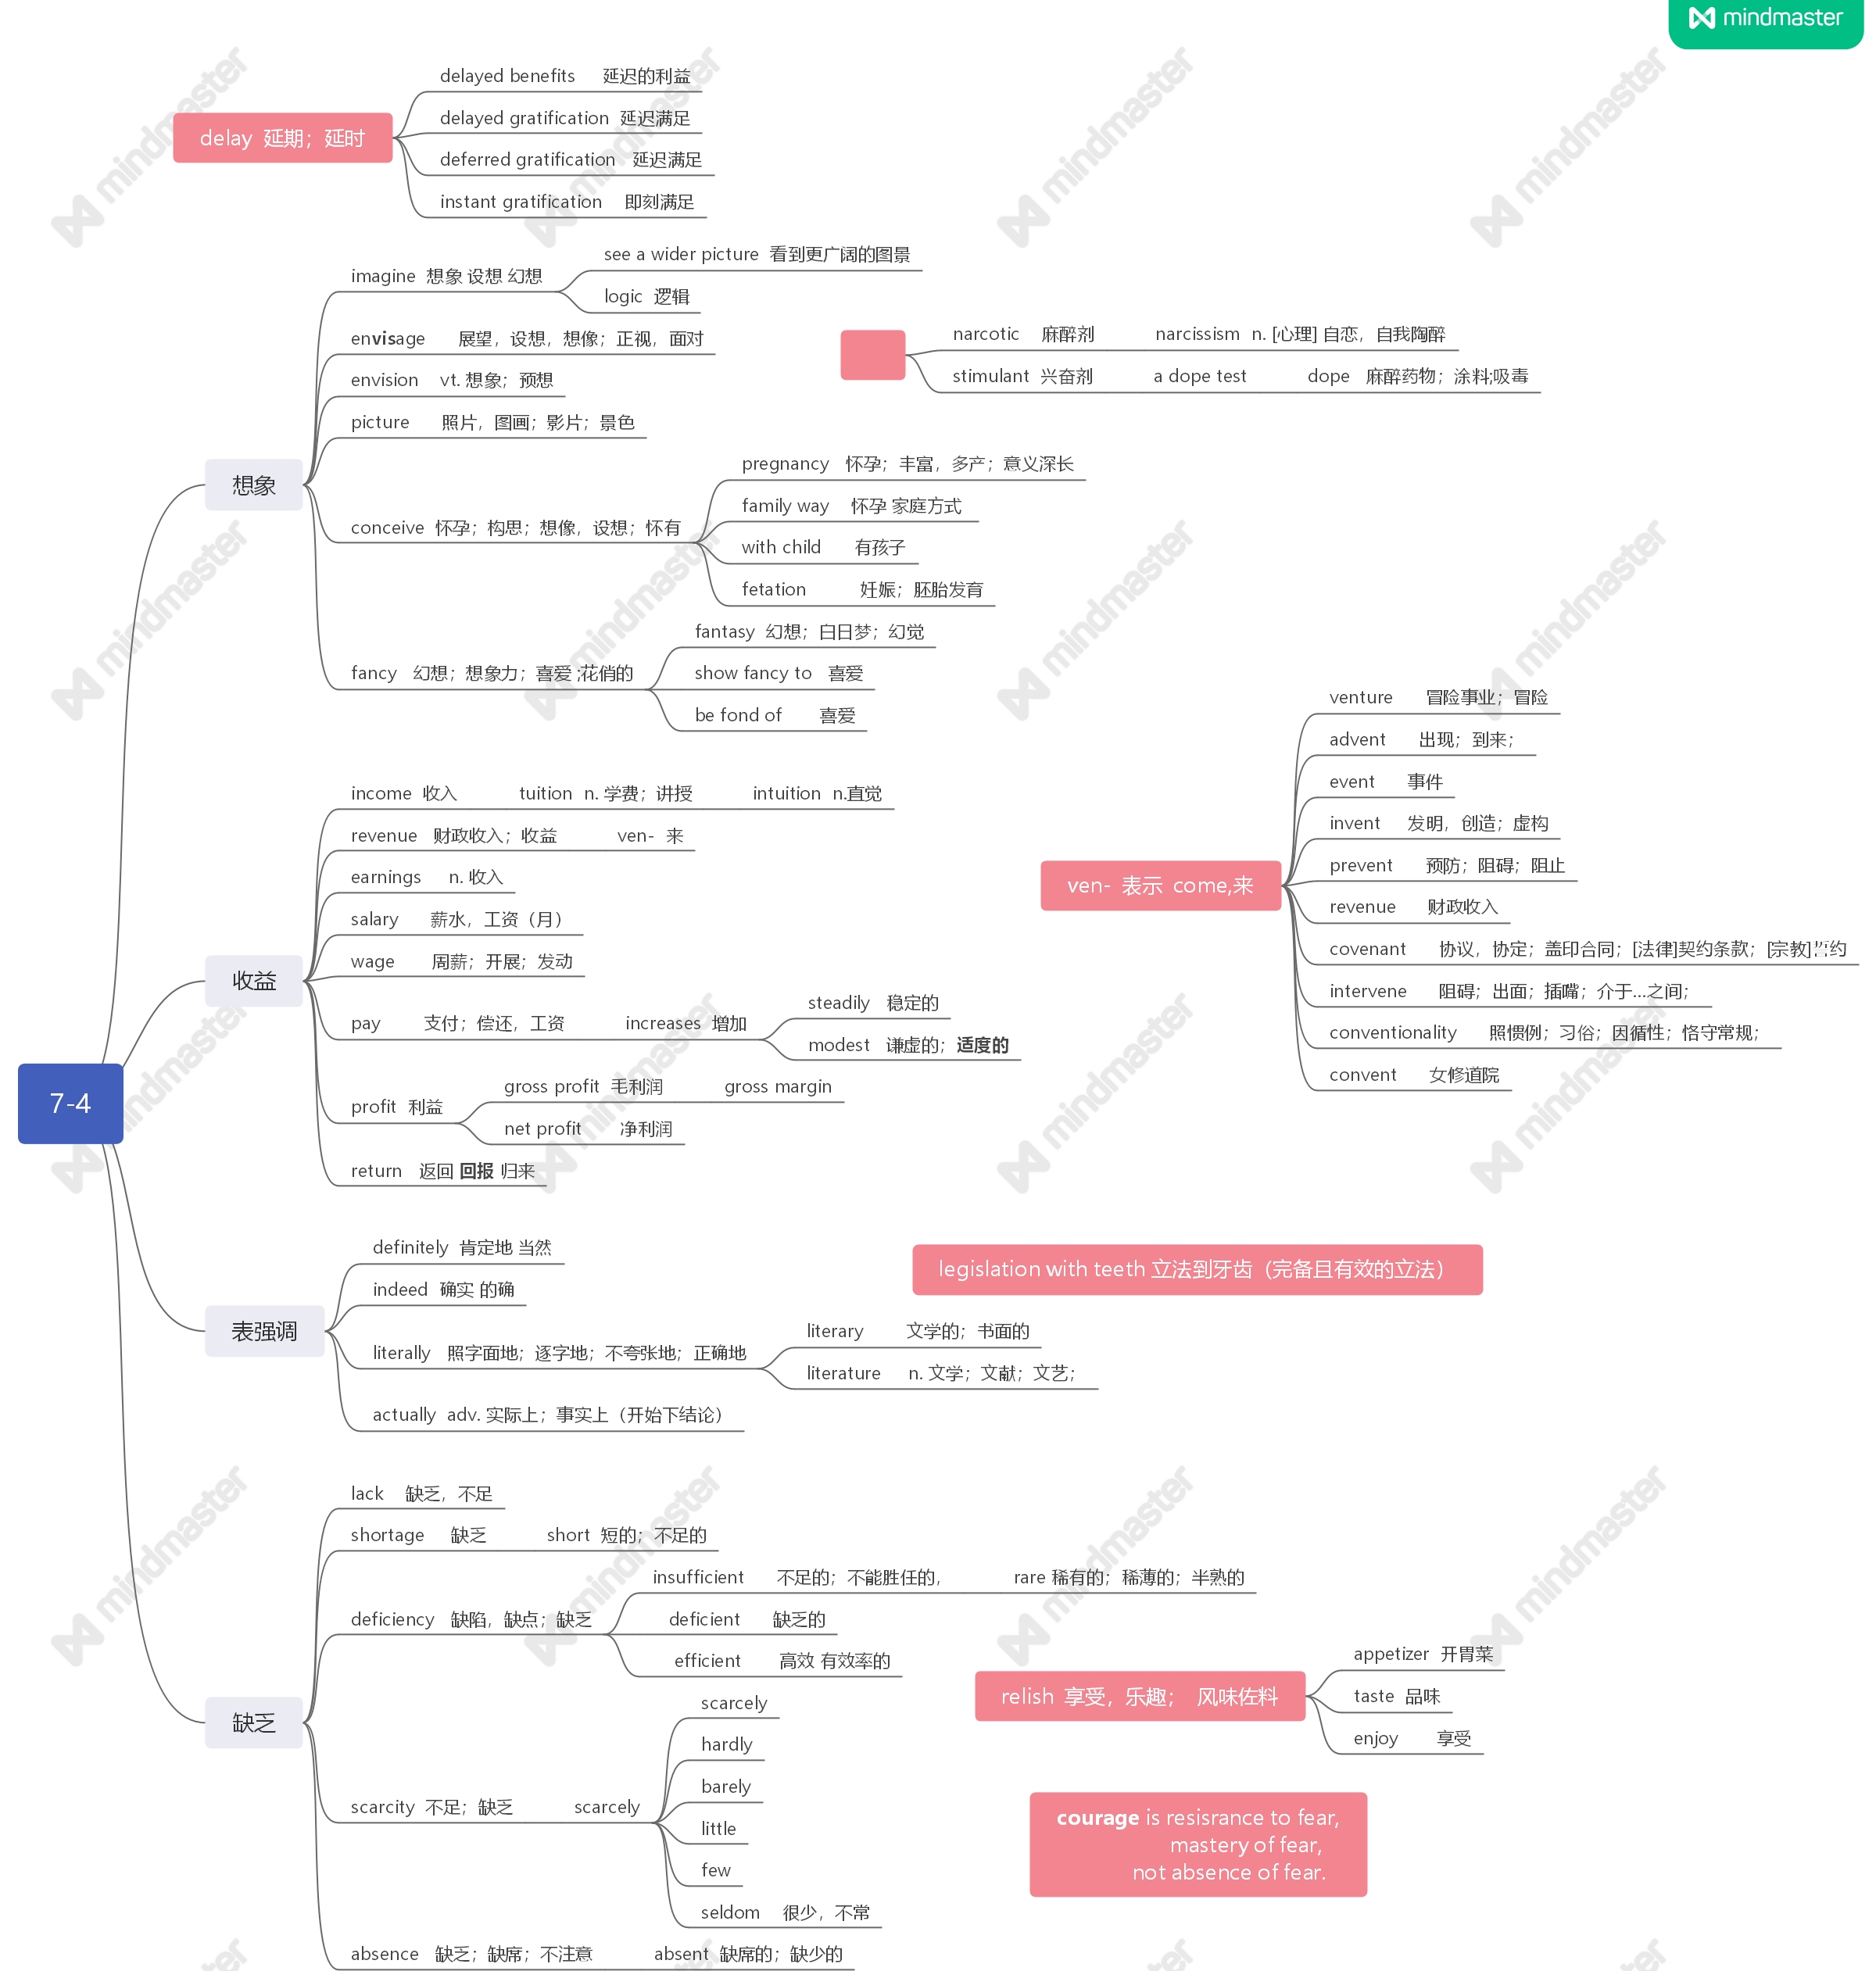 mindmaster
delay 延期；延时
delayed benefits 延迟的利益
delayed gratification 延迟满足
deferred gratification 延迟满足
instant gratification 即刻满足
7-4
想象
imagine 想象 设想 幻想
see a wider picture 看到更广阔的图景
logic 逻辑
envisage 展望，设想，想像；正视，面对
envision vt. 想象；预想
picture 照片，图画；影片；景色
conceive 怀孕；构思；想像，设想；怀有
pregnancy 怀孕；丰富，多产；意义深长
family way 怀孕 家庭方式
with child 有孩子
fetation 妊娠；胚胎发育
fancy 幻想；想象力；喜爱 ;花俏的
fantasy 幻想；白日梦；幻觉
show fancy to 喜爱
be fond of 喜爱
narcotic 麻醉剂 narcissism n. [心理] 自恋，自我陶醉
stimulant 兴奋剂 a dope test dope 麻醉药物；涂料;吸毒
收益
income 收入 tuition n. 学费；讲授 intuition n.直觉
revenue 财政收入；收益 ven- 来
earnings n. 收入
salary 薪水，工资（月）
wage 周薪；开展；发动
pay 支付；偿还，工资 increases 增加
steadily 稳定的
modest 谦虚的；适度的
profit 利益
gross profit 毛利润 gross margin
net profit 净利润
return 返回 回报 归来
ven- 表示 come,来
venture 冒险事业；冒险
advent 出现；到来；
event 事件
invent 发明，创造；虚构
prevent 预防；阻碍；阻止
revenue 财政收入
covenant 协议，协定；盖印合同；[法律]契约条款；[宗教]圣约
intervene 阻碍；出面；插嘴；介于…之间；
conventionality 照惯例；习俗；因循性；恪守常规；
convent 女修道院
表强调
definitely 肯定地 当然
indeed 确实 的确
literally 照字面地；逐字地；不夸张地；正确地
literary 文学的；书面的
literature n. 文学；文献；文艺；
actually adv. 实际上；事实上（开始下结论）
legislation with teeth 立法到牙齿（完备且有效的立法）
缺乏
lack 缺乏，不足
shortage 缺乏 short 短的；不足的
deficiency 缺陷，缺点；缺乏
insufficient 不足的；不能胜任的， rare 稀有的；稀薄的；半熟的
deficient 缺乏的
efficient 高效 有效率的
scarcity 不足；缺乏 scarcely
scarcely
hardly
barely
little
few
seldom 很少，不常
absence 缺乏；缺席；不注意 absent 缺席的；缺少的
relish 享受，乐趣； 风味佐料
appetizer 开胃菜
taste 品味
enjoy 享受
courage is resisrance to fear,
mastery of fear,
not absence of fear.